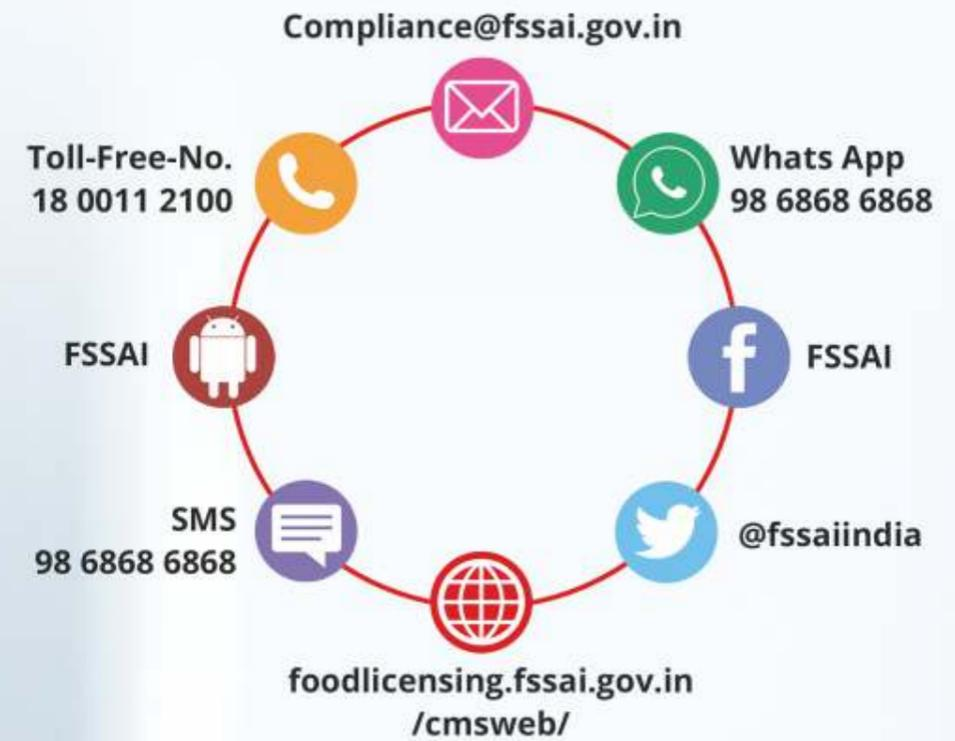 Compliance@fssai.gov.in
Toll-Free-No.
18 0011 2100
Whats App
98 6868 6868
FSSAI
FSSAI
SMS
98 6868 6868
@fssaiindia
foodlicensing.fssai.gov.in
/cmsweb/